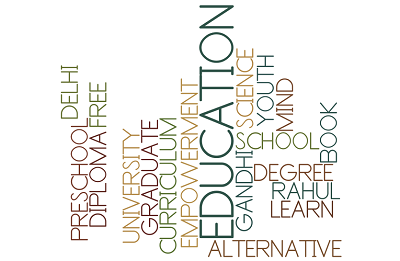 DELHI
PRESCHOOL
FREE
DIPLOMA
UNIVERSITY
GRADUATE
CURRICULUM
EMPOWERMENT
EDUCATION
SCIENCE
GANDHI
YOUTH
MIND
BOOK
SCHOOL
DEGREE
RAHUL
LEARN
ALTERNATIVE